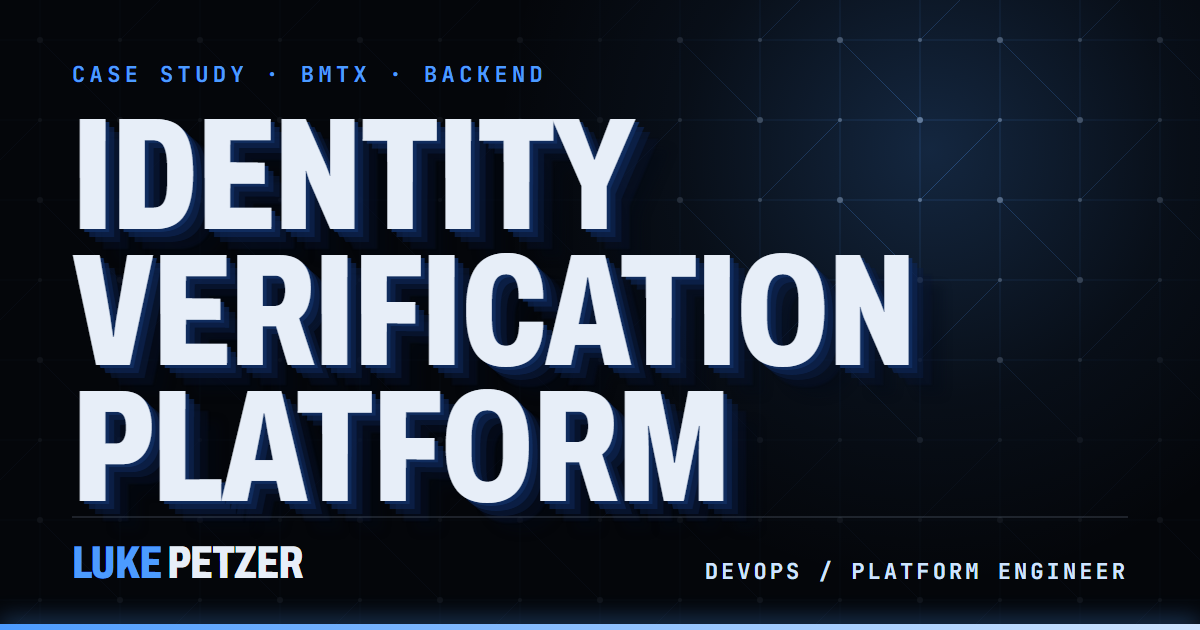 CASE STUDY · BMTX · BACKEND
IDENTITY
VERIFICATION
PLATFORM
LUKE PETZER
DEVOPS / PLATFORM ENGINEER